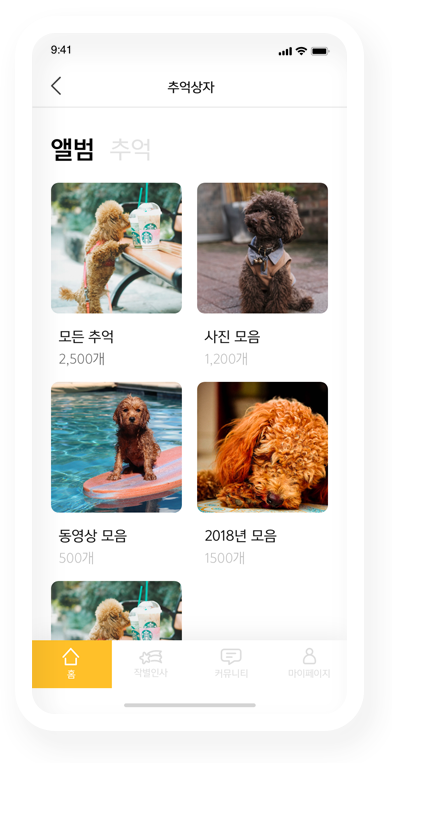 9:41
추억상자
앨범 추억
모든 추억
2,500개
사진 모음
1,200개
동영상 모음
500개
2018년 모음
1500개
홈
작별인사
커뮤니티
마이페이지